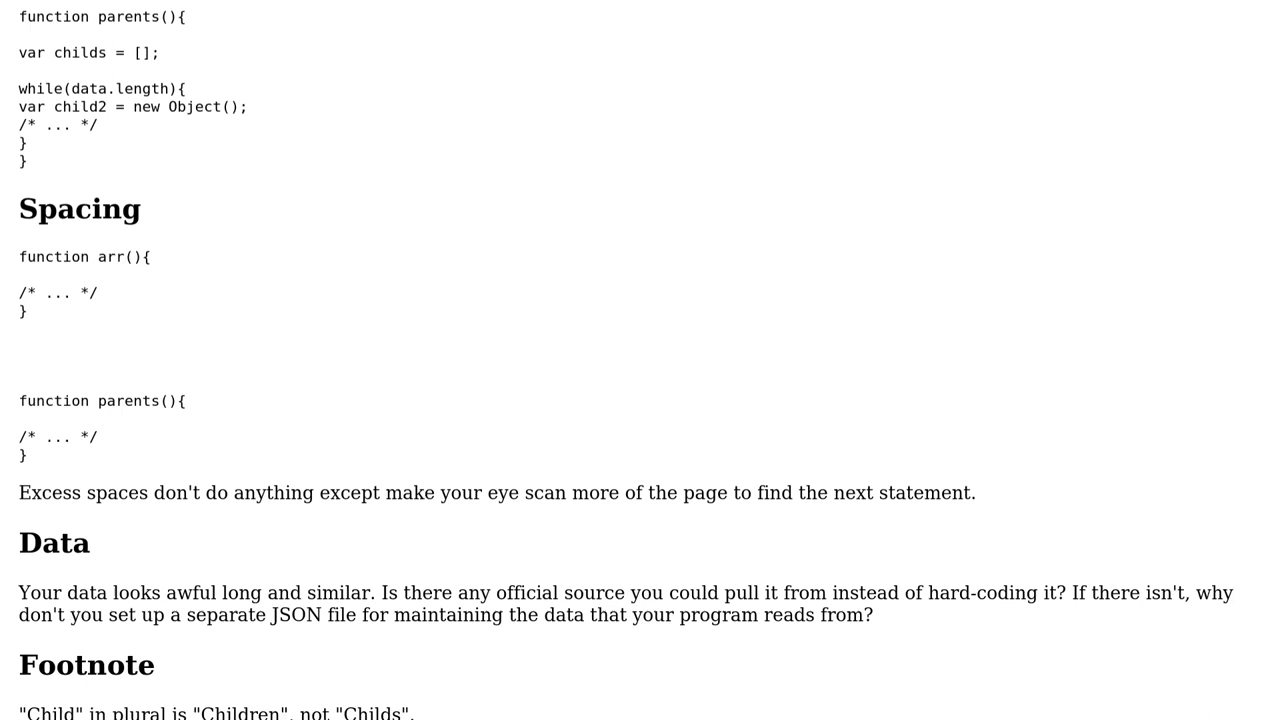 function parents(){
var childs = [];
while(data.length){
var child2 = new Object();
/* ... */
}
}
Spacing
function arr(){
/* ... */
}
function parents(){
/* ... */
}
Excess spaces don't do anything except make your eye scan more of the page to find the next statement.
Data
Your data looks awful long and similar. Is there any official source you could pull it from instead of hard-coding it? If there isn't, why
don't you set up a separate JSON file for maintaining the data that your program reads from?
Footnote
"Child" in plural is "Children", not "Childs".